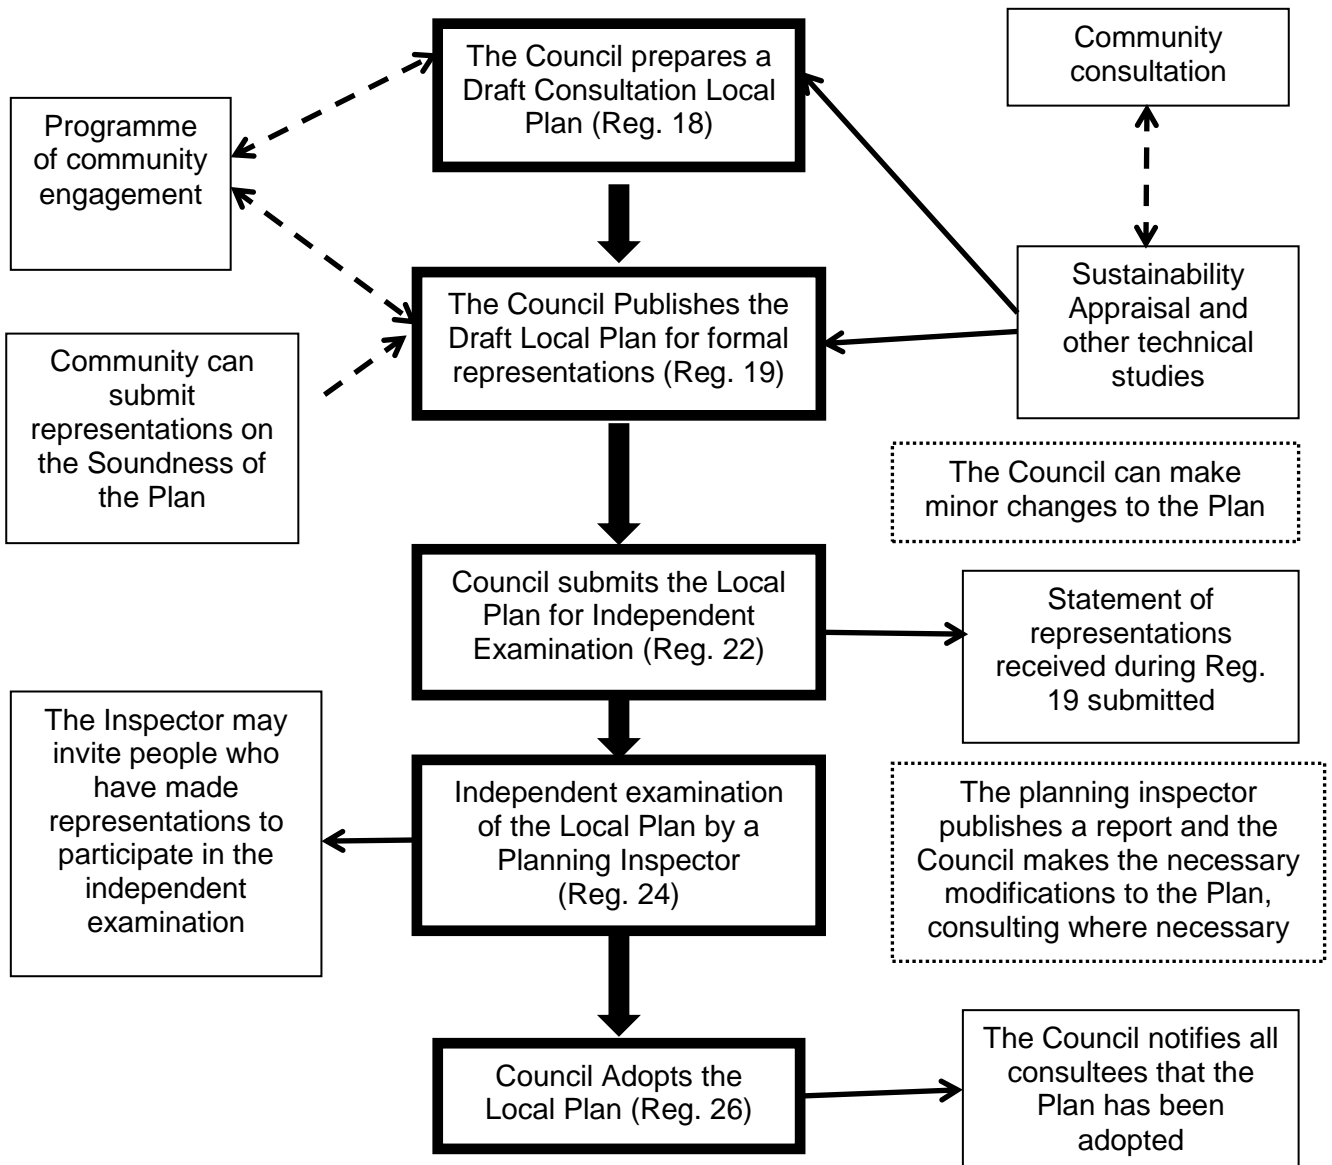 The Council prepares a
Draft Consultation Local
Plan (Reg. 18)
Community
consultation
Programme
of community
engagement
The Council Publishes the
Draft Local Plan for formal
representations (Reg. 19)
Sustainability
Appraisal and
other technical
studies
Community can
submit
representations on
the Soundness of
the Plan
The Council can make
minor changes to the Plan
Council submits the Local
Plan for Independent
Examination (Reg. 22)
Statement of
representations
received during Reg.
19 submitted
The Inspector may
invite people who
have made
representations to
participate in the
independent
examination
Independent examination
of the Local Plan by a
Planning Inspector
(Reg. 24)
The planning inspector
publishes a report and the
Council makes the necessary
modifications to the Plan,
consulting where necessary
Council Adopts the
Local Plan (Reg. 26)
The Council notifies all
consultees that the
Plan has been
adopted